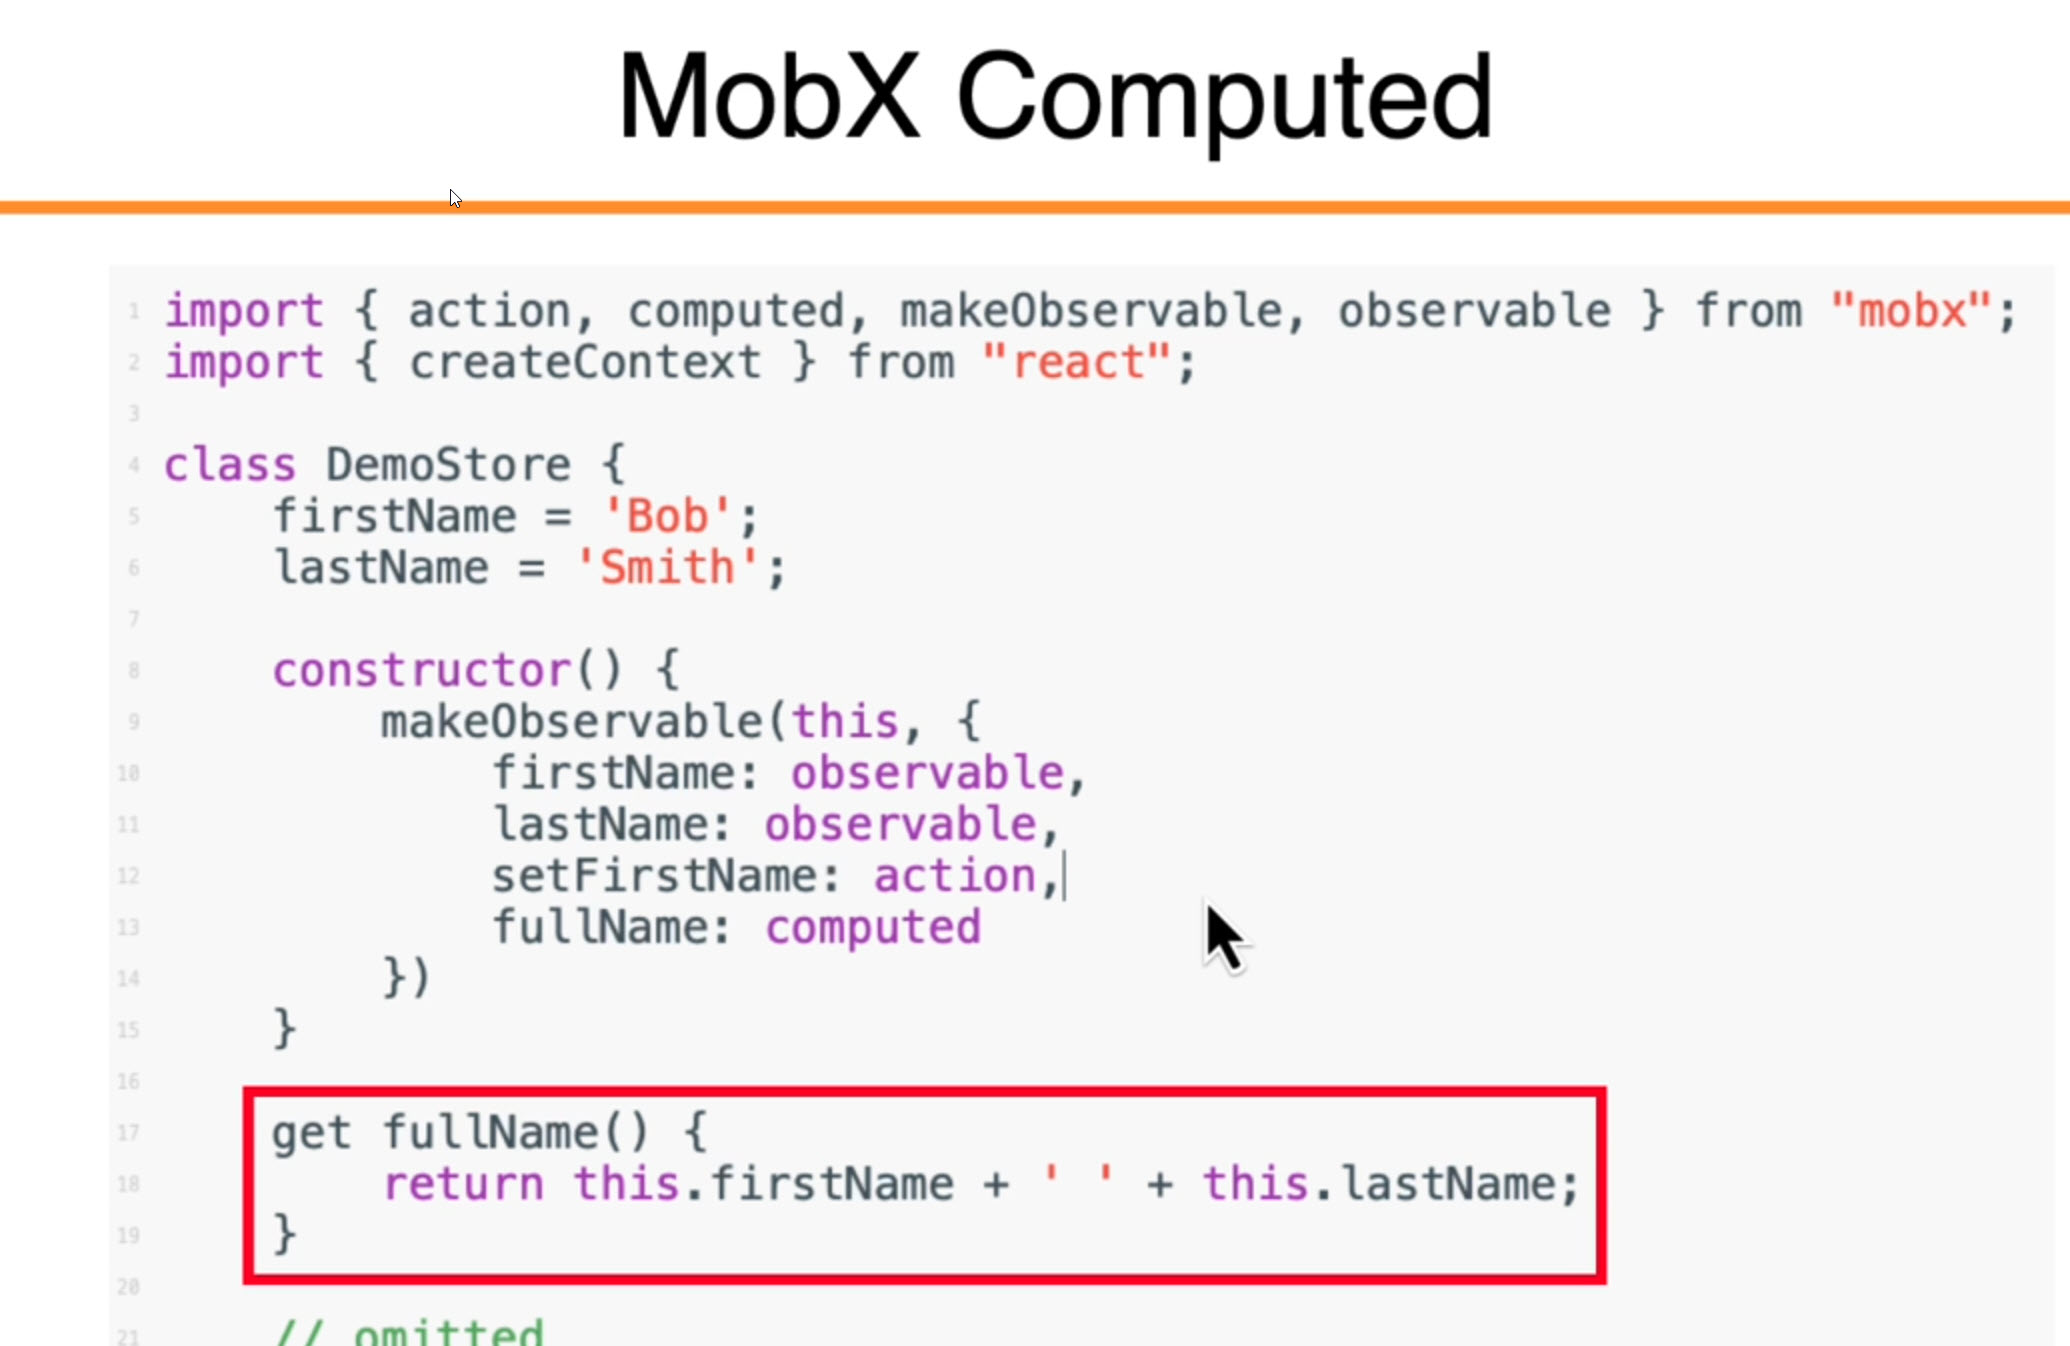 MobX Computed
1 import { action, computed, makeObservable, observable } from "mobx";
2 import { createContext } from "react";
3
4 class DemoStore {
5     firstName = 'Bob';
6     lastName = 'Smith';
7
8     constructor() {
9         makeObservable(this, {
10             firstName: observable,
11             lastName: observable,
12             setFirstName: action,
13             fullName: computed
14         })
15     }
16
17     get fullName() {
18         return this.firstName + ' ' + this.lastName;
19     }
20
21     // omitted